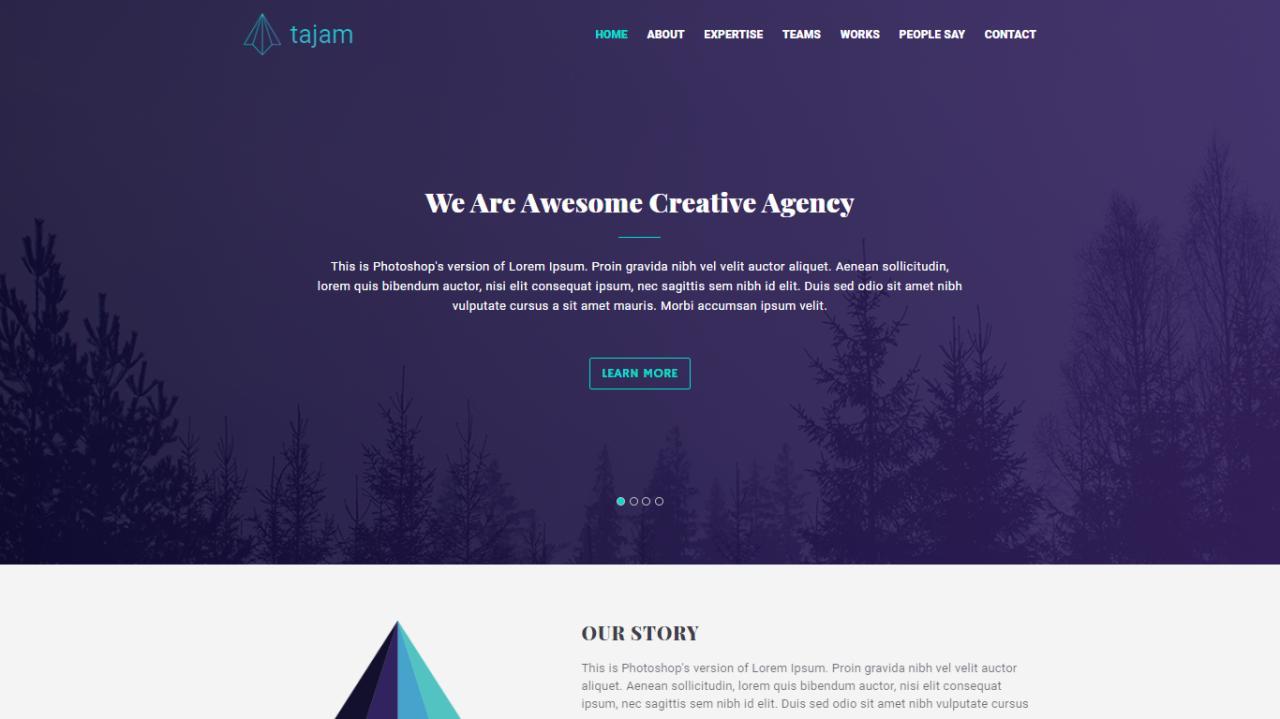 tajam
HOME ABOUT EXPERTISE TEAMS WORKS PEOPLE SAY CONTACT
We Are Awesome Creative Agency
This is Photoshop's version of Lorem Ipsum. Proin gravida nibh vel velit auctor aliquet. Aenean sollicitudin,
lorem quis bibendum auctor, nisi elit consequat ipsum, nec sagittis sem nibh id elit. Duis sed odio sit amet nibh
vulputate cursus a sit amet mauris. Morbi accumsan ipsum velit.
LEARN MORE
OUR STORY
This is Photoshop's version of Lorem Ipsum. Proin gravida nibh vel velit auctor
aliquet. Aenean sollicitudin, lorem quis bibendum auctor, nisi elit consequat
ipsum, nec sagittis sem nibh id elit. Duis sed odio sit amet nibh vulputate cursus